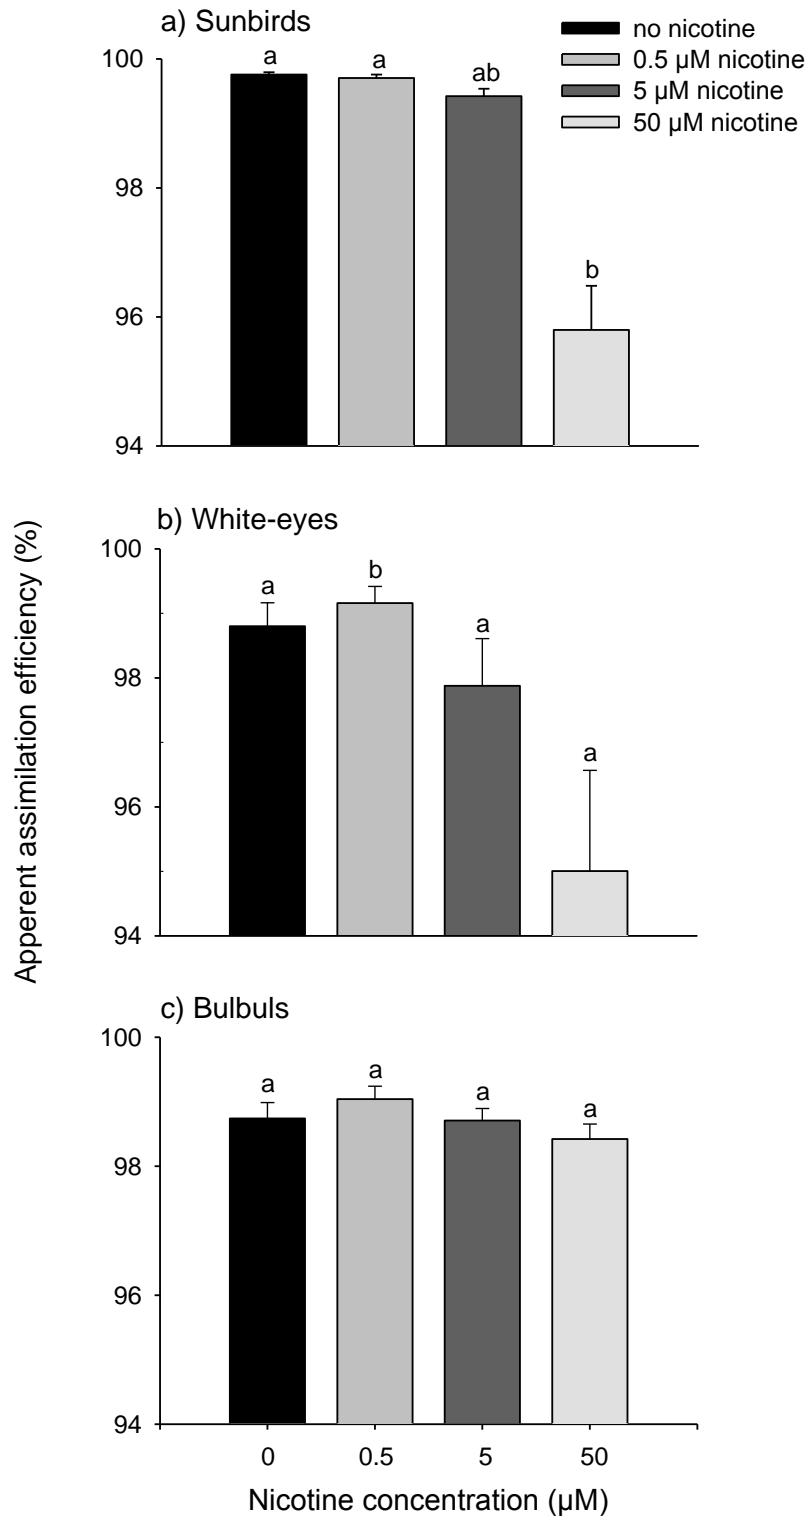 a) Sunbirds
no nicotine
0.5 µM nicotine
5 µM nicotine
50 µM nicotine
100
98
96
94
a
a
ab
b
b) White-eyes
100
98
96
94
a
b
a
a
Apperent assimilation efficiency (%)
c) Bulbuls
100
98
96
94
a
a
a
a
0 0.5 5 50
Nicotine concentration (µM)